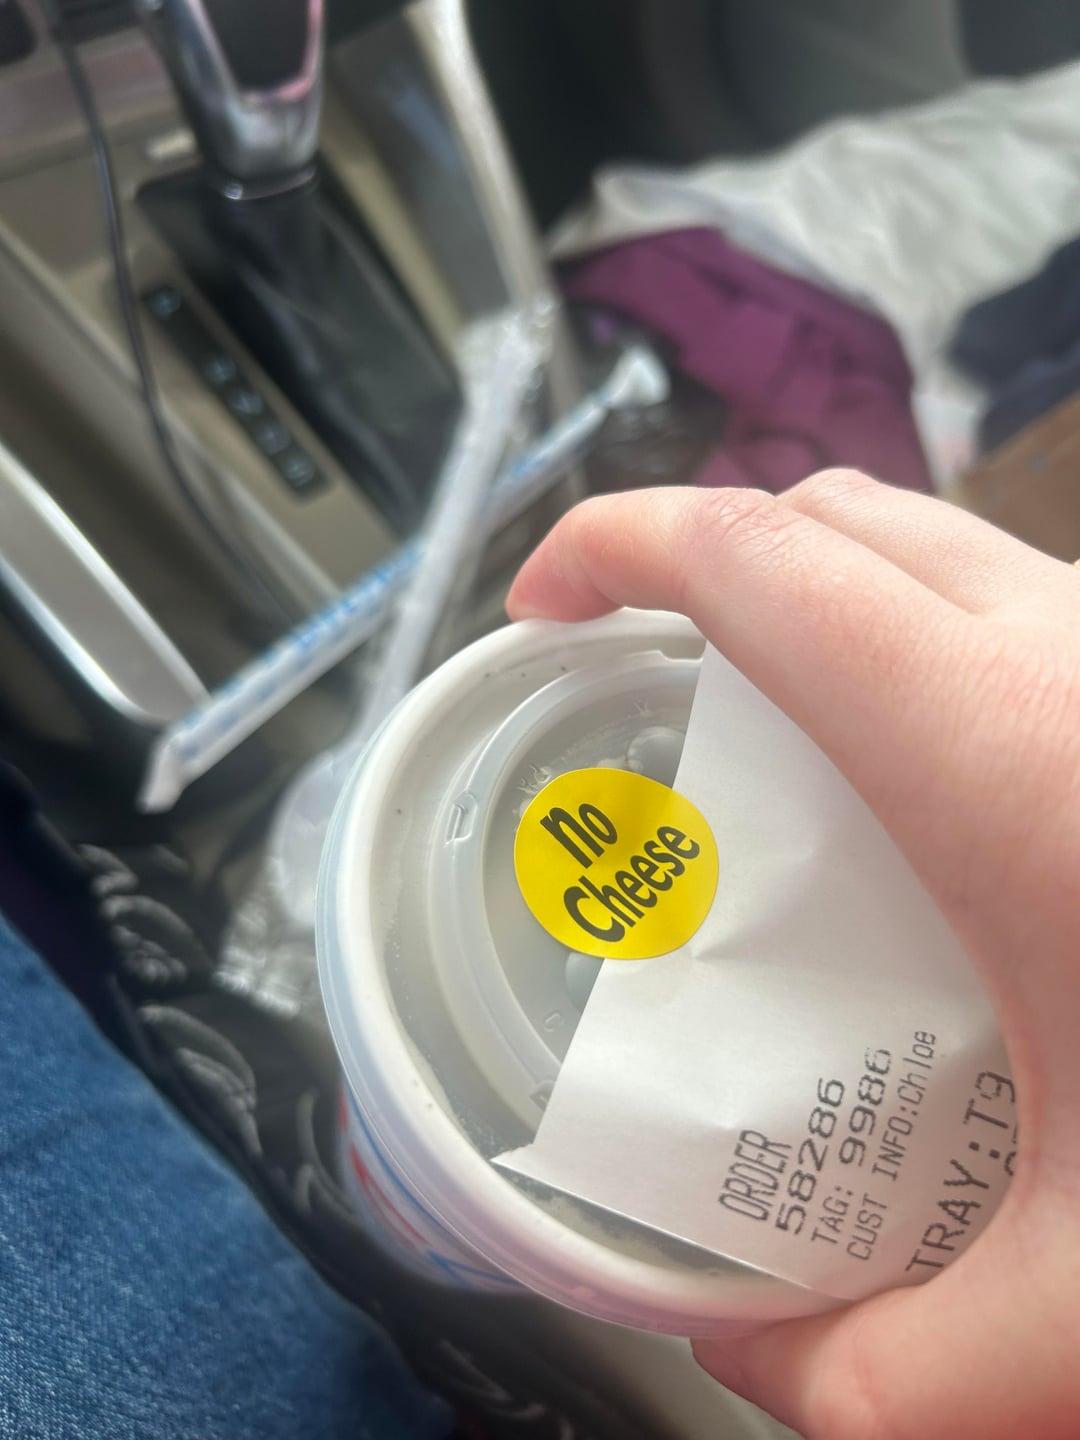 No
Cheese
ORDER
58286
TAG: 9986
CUST INFO:Chloe
TRAY:T9